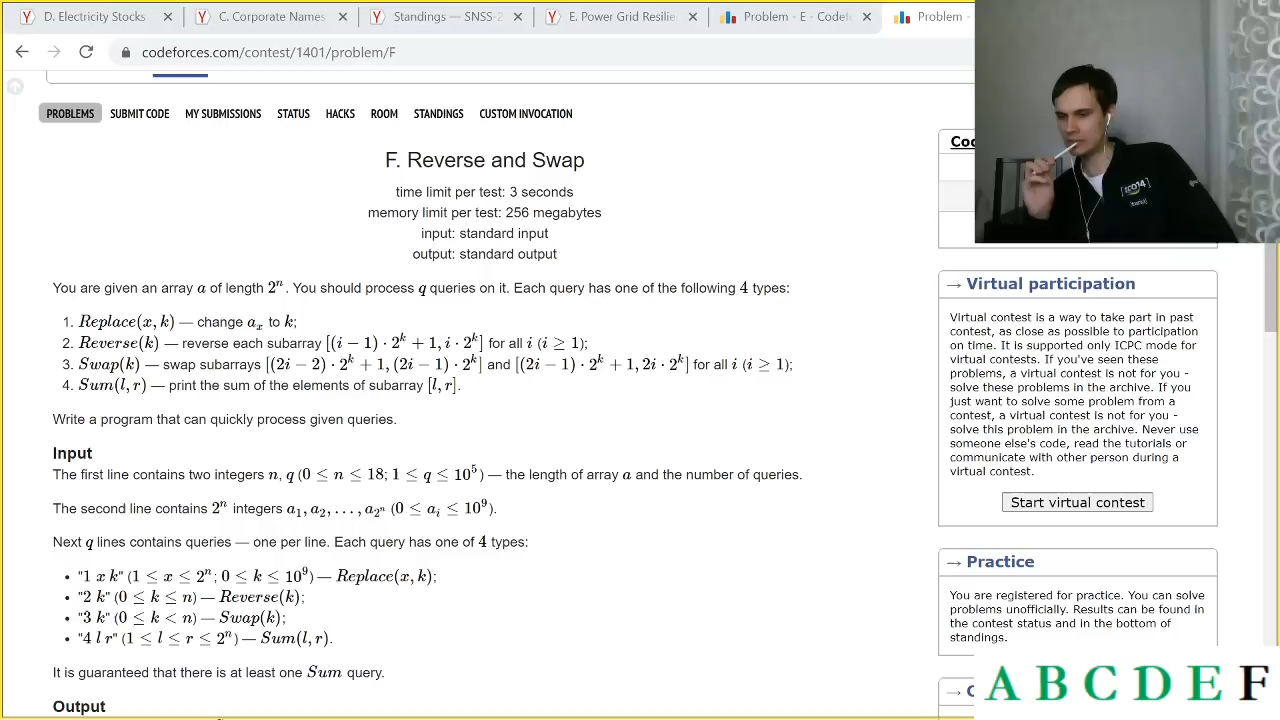 D. Electricity Stocks
C. Corporate Names
Standings — SNSS-2
E. Power Grid Resilie
Problem - E - Codef
Problem -
codeforces.com/contest/1401/problem/F
PROBLEMS SUBMIT CODE MY SUBMISSIONS STATUS HACKS ROOM STANDINGS CUSTOM INVOCATION
F. Reverse and Swap
time limit per test: 3 seconds
memory limit per test: 256 megabytes
input: standard input
output: standard output
You are given an array a of length 2^n. You should process q queries on it. Each query has one of the following 4 types:
1. Replace(x, k) — change a_x to k;
2. Reverse(k) — reverse each subarray [(i − 1) · 2^k + 1, i · 2^k] for all i (i ≥ 1);
3. Swap(k) — swap subarrays [(2i − 2) · 2^k + 1, (2i − 1) · 2^k] and [(2i − 1) · 2^k + 1, 2i · 2^k] for all i (i ≥ 1);
4. Sum(l, r) — print the sum of the elements of subarray [l, r].
Write a program that can quickly process given queries.
Input
The first line contains two integers n, q (0 ≤ n ≤ 18; 1 ≤ q ≤ 10^5) — the length of array a and the number of queries.
The second line contains 2^n integers a_1, a_2, . . . , a_{2^n} (0 ≤ a_i ≤ 10^9).
Next q lines contains queries — one per line. Each query has one of 4 types:
• "1 x k" (1 ≤ x ≤ 2^n; 0 ≤ k ≤ 10^9) — Replace(x, k);
• "2 k" (0 ≤ k ≤ n) — Reverse(k);
• "3 k" (0 ≤ k < n) — Swap(k);
• "4 l r" (1 ≤ l ≤ r ≤ 2^n) — Sum(l, r).
It is guaranteed that there is at least one Sum query.
Output
→ Virtual participation
Virtual contest is a way to take part in past
contest, as close as possible to participation
on time. It is supported only ICPC mode for
virtual contests. If you've seen these
problems, a virtual contest is not for you -
solve these problems in the archive. If you
just want to solve some problem from a
contest, a virtual contest is not for you -
solve this problem in the archive. Never use
someone else's code, read the tutorials or
communicate with other person during a
virtual contest.
Start virtual contest
→ Practice
You are registered for practice. You can solve
problems unofficially. Results can be found in
the contest status and in the bottom of
standings.
A B C D E F